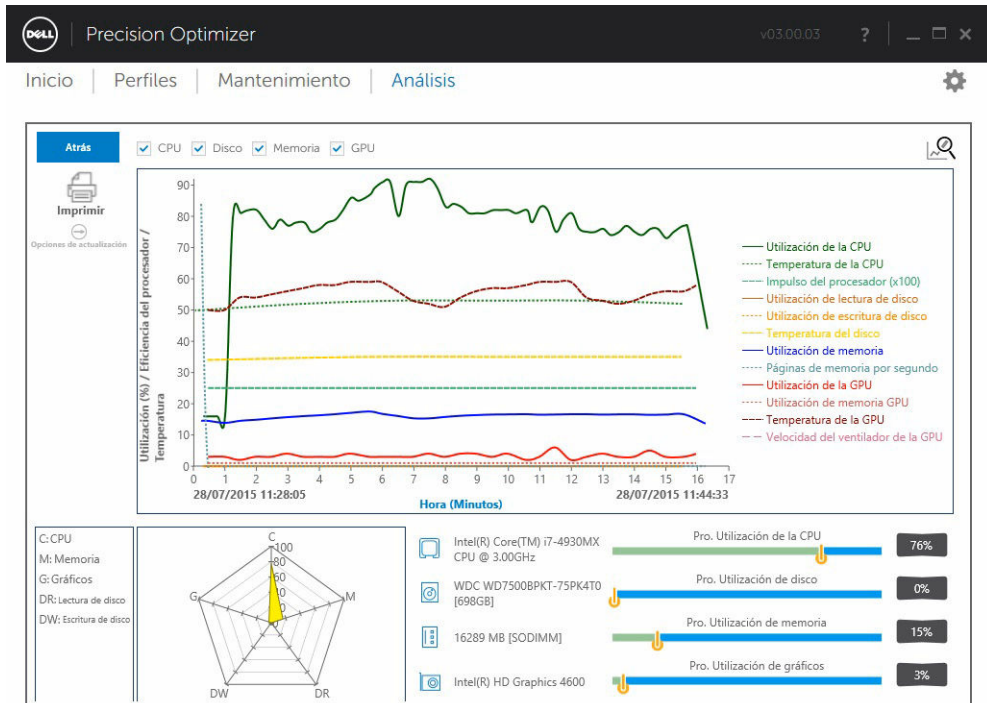 DELL
Precision Optimizer
v03.00.03
?
Inicio
Perfiles
Mantenimiento
Análisis
Atrás
CPU
Disco
Memoria
GPU
Imprimir
Opciones de actualización
Utilización (%) / Eficiencia del procesador /
Temperatura
90
80
70
60
50
40
30
20
10
0
0 1 2 3 4 5 6 7 8 9 10 11 12 13 14 15 16 17
28/07/2015 11:28:05
28/07/2015 11:44:33
Hora (Minutos)
Utilización de la CPU
Temperatura de la CPU
Impulso del procesador (x100)
Utilización de lectura de disco
Utilización de escritura de disco
Temperatura del disco
Utilización de memoria
Páginas de memoria por segundo
Utilización de la GPU
Utilización de memoria GPU
Temperatura de la GPU
Velocidad del ventilador de la GPU
C:CPU
M: Memoria
G: Gráficos
DR: Lectura de disco
DW: Escritura de disco
C
100
80
60
G
M
DW
DR
Intel(R) Core(TM) i7-4930MX
CPU @ 3.00GHz
Pro. Utilización de la CPU
76%
WDC WD7500BPKT-75PK4T0
[698GB]
Pro. Utilización de disco
0%
16289 MB [SODIMM]
Pro. Utilización de memoria
15%
Intel(R) HD Graphics 4600
Pro. Utilización de gráficos
3%